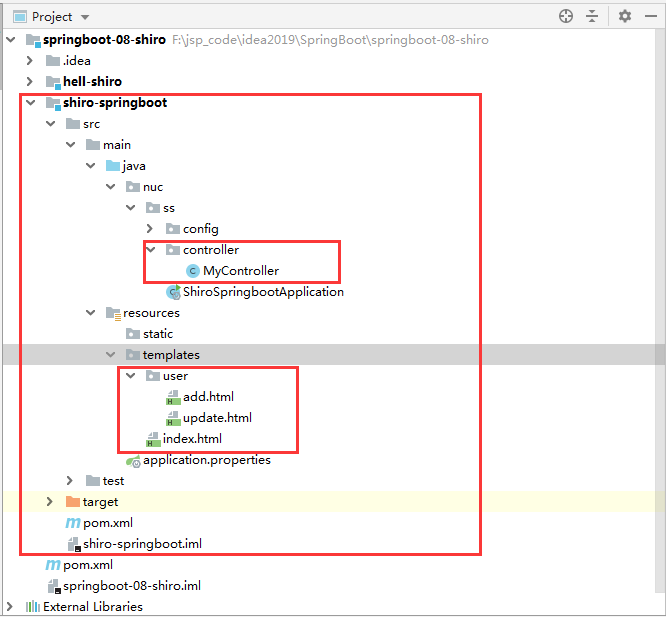 Project
springboot-08-shiro F:\jsp_code\idea2019\SpringBoot\springboot-08-shiro
.idea
hell-shiro
shiro-springboot
src
main
java
nuc
ss
config
controller
C MyController
C ShiroSpringbootApplication
resources
static
templates
user
H add.html
H update.html
H index.html
application.properties
test
target
m pom.xml
shiro-springboot.iml
m pom.xml
springboot-08-shiro.iml
External Libraries